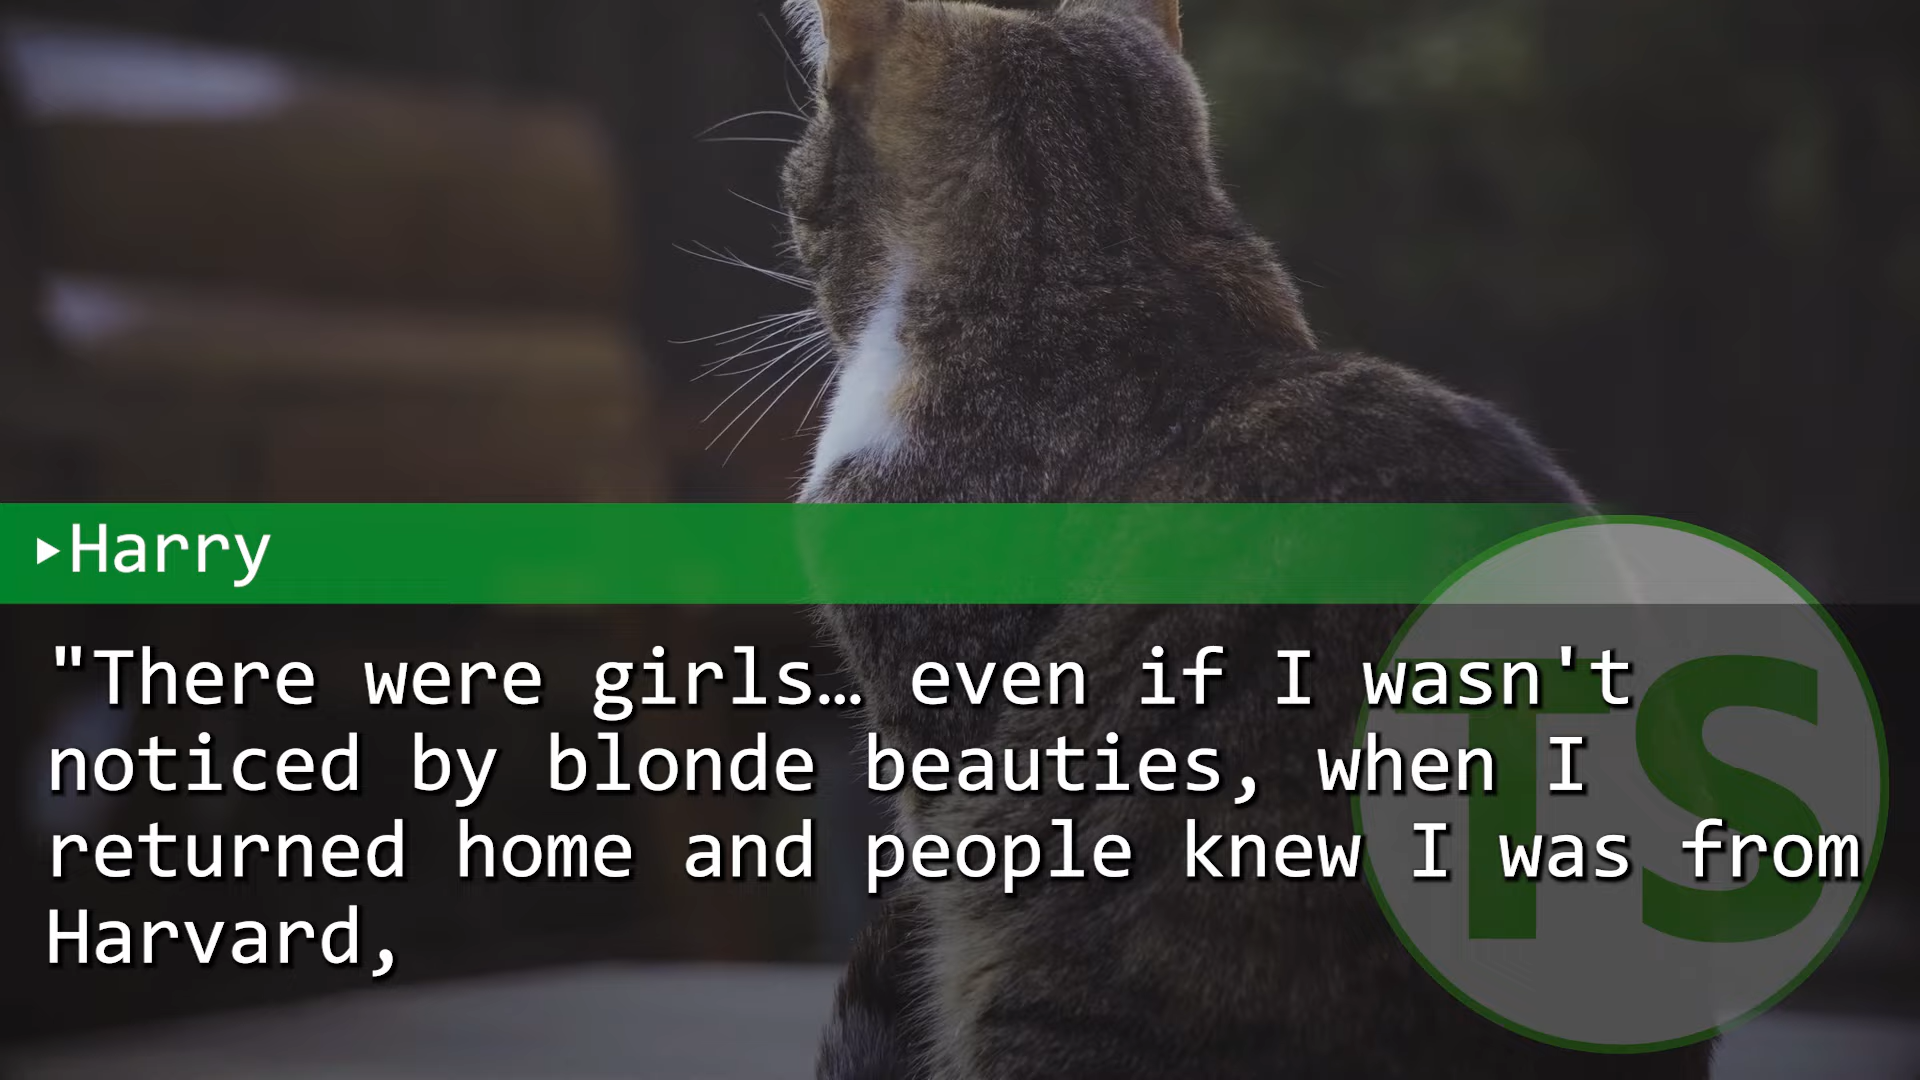 ▶Harry
"There were girls… even if I wasn't
noticed by blonde beauties, when I
returned home and people knew I was from
Harvard,
TS